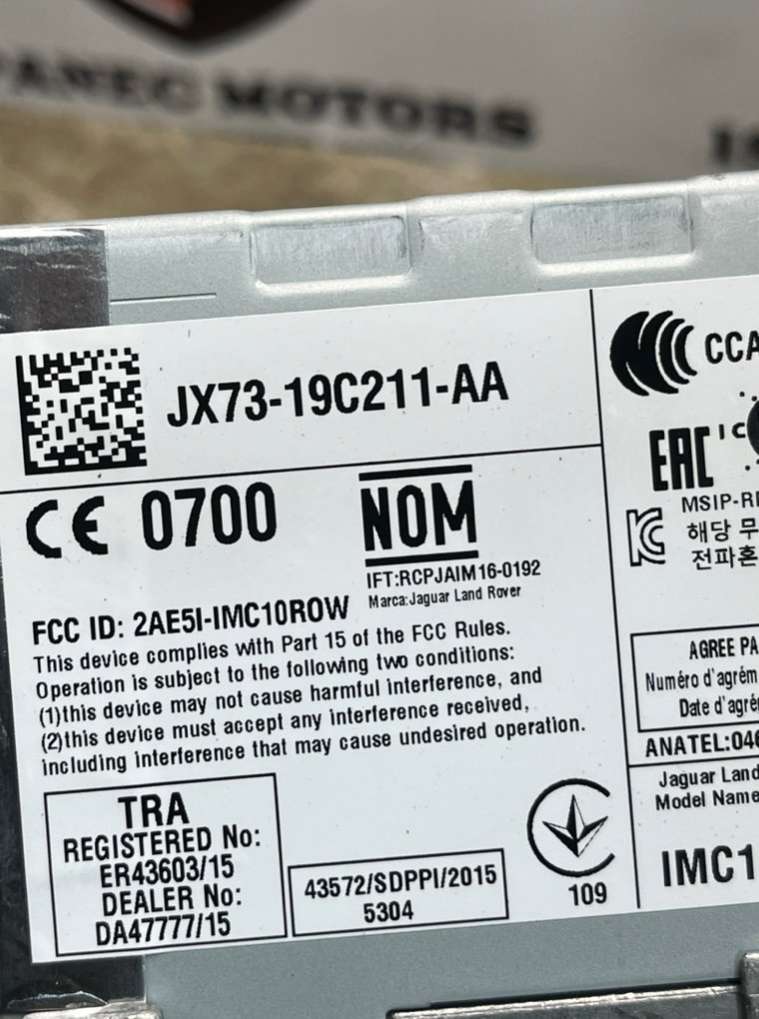 PANEC MOTORS
JX73-19C211-AA
CE 0700
NOM
IFT:RCPJAIM16-0192
Marca:Jaguar Land Rover
FCC ID: 2AE5I-IMC10ROW
This device complies with Part 15 of the FCC Rules.
Operation is subject to the following two conditions:
(1)this device may not cause harmful interference, and
(2)this device must accept any interference received,
including interference that may cause undesired operation.
TRA
REGISTERED No:
ER43603/15
DEALER No:
DA47777/15
43572/SDPPI/2015
5304
109
CCA
EAC
MSIP-R
해당 무
전파혼
AGREE PA
Numéro d'agrém
Date d'agré
ANATEL:04
Jaguar Land
Model Name
IMC1